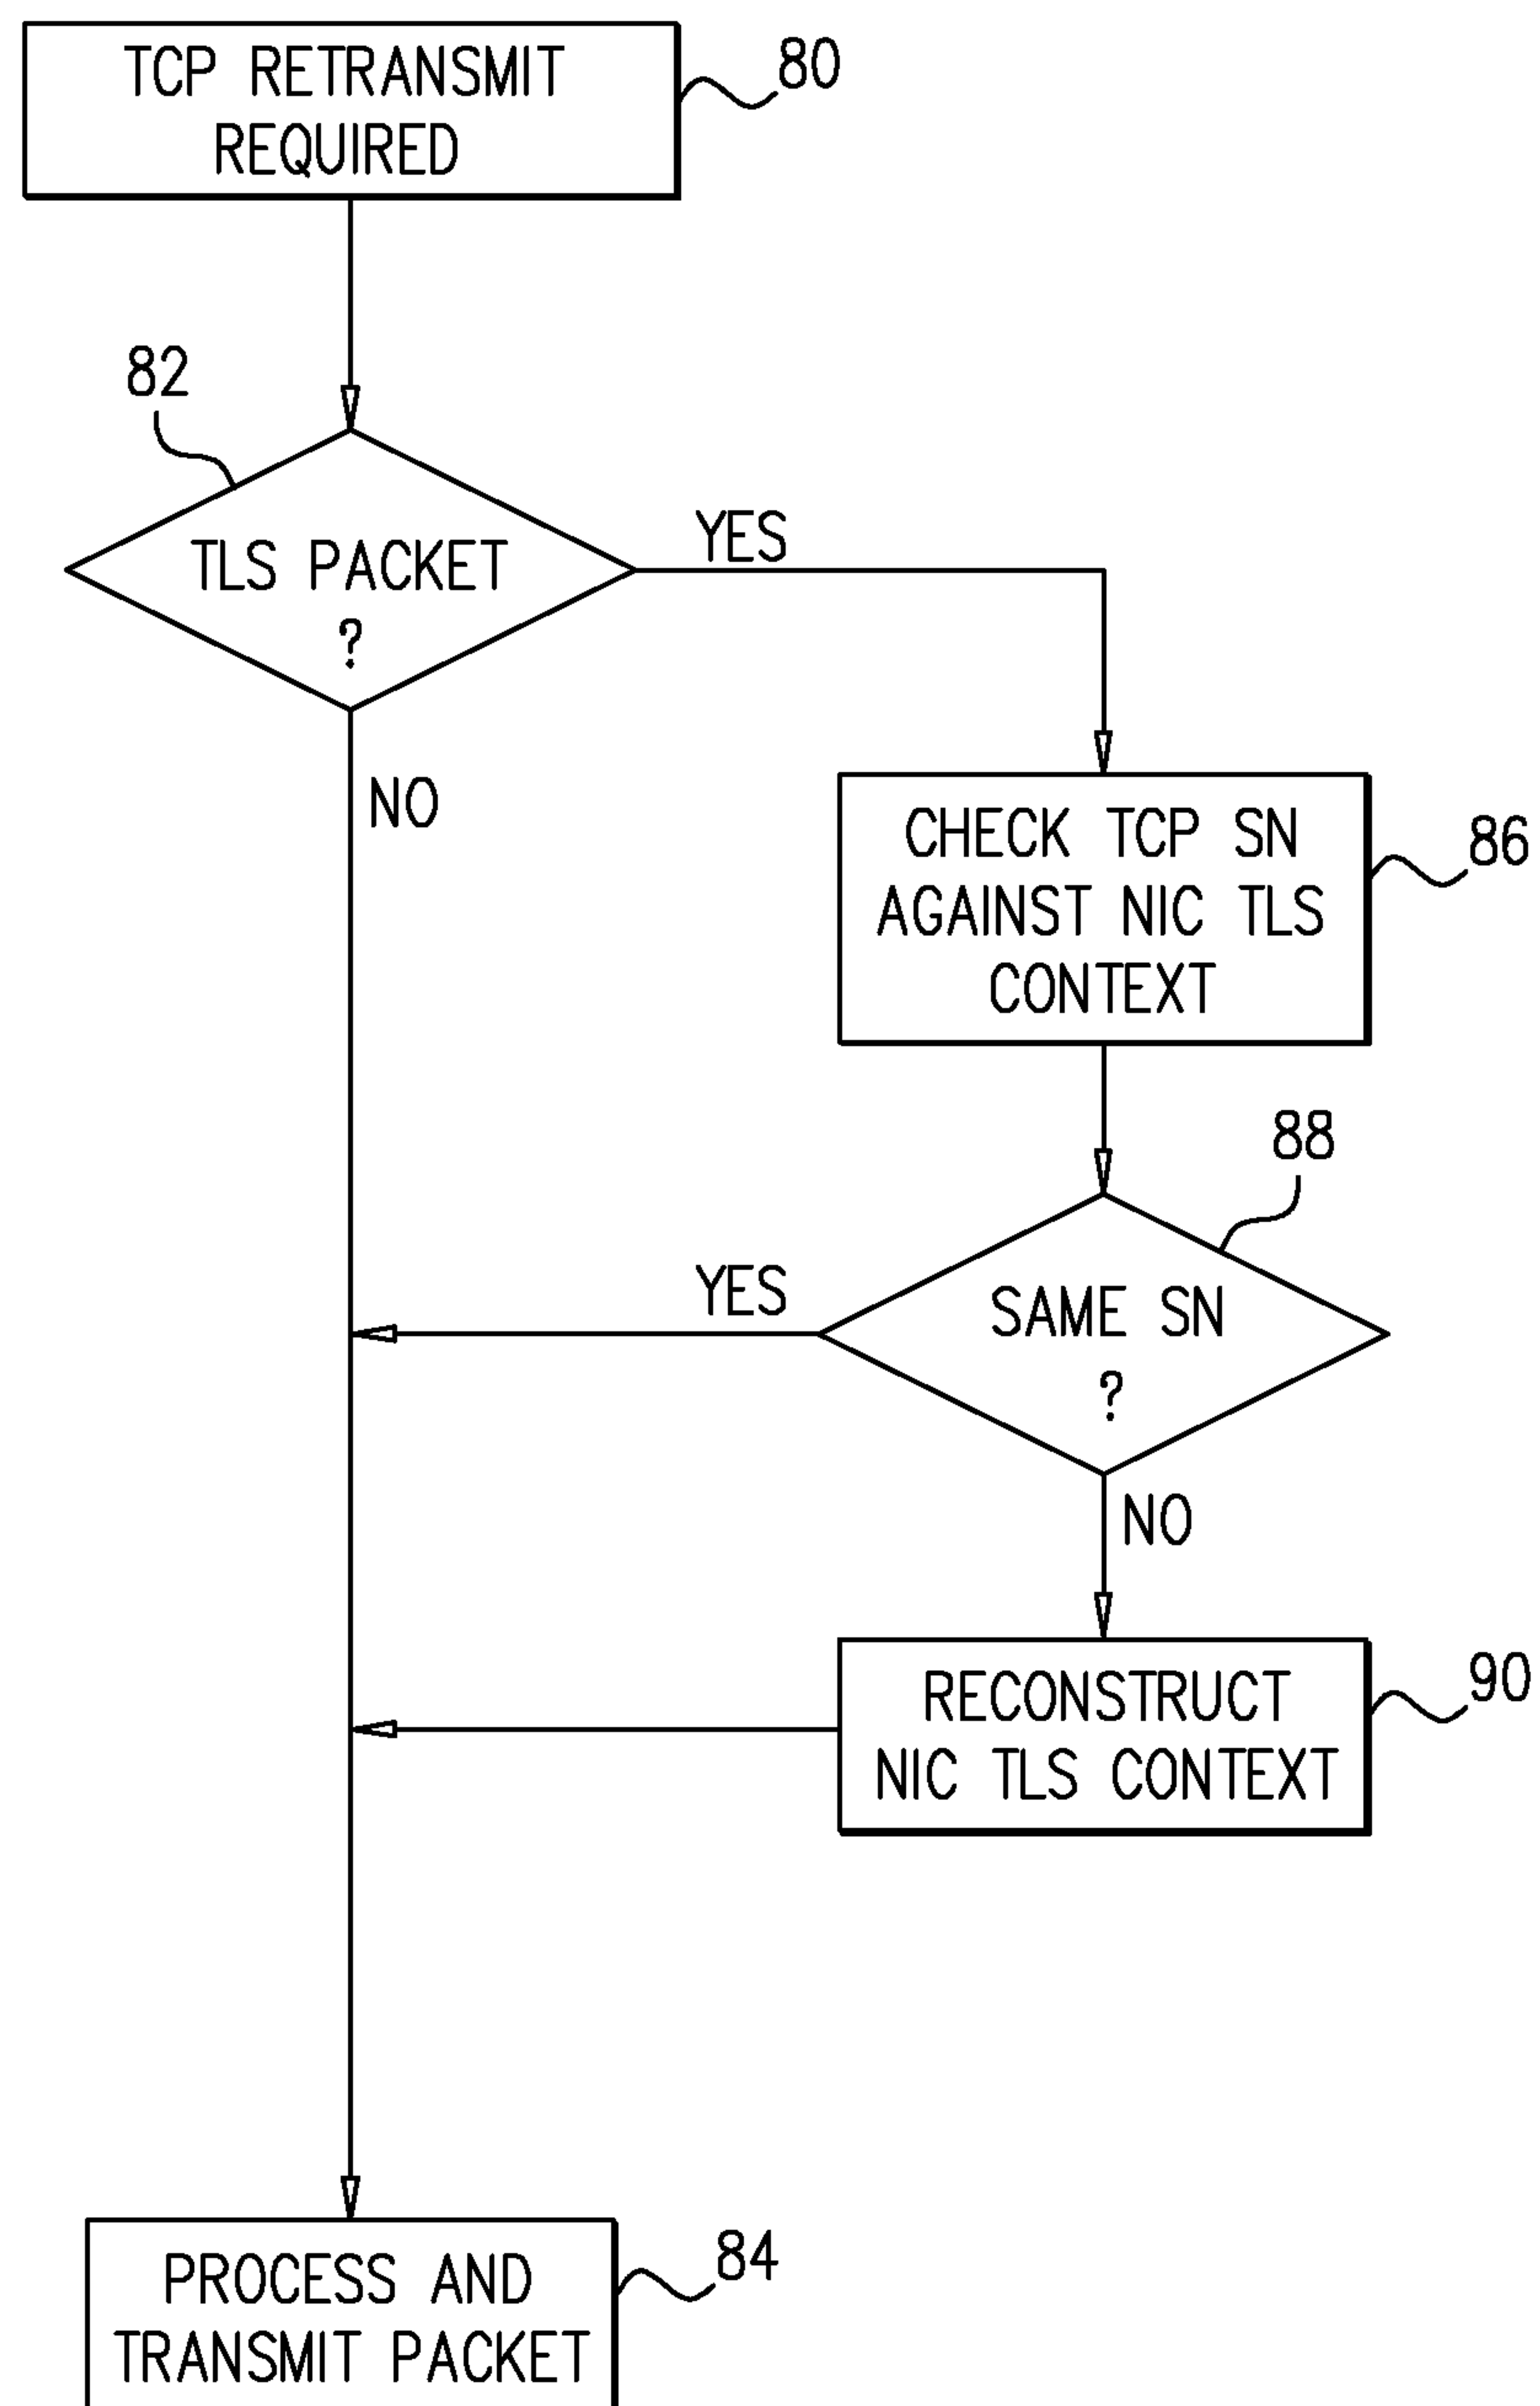 TCP RETRANSMIT
REQUIRED
80
82
TLS PACKET
?
YES
NO
CHECK TCP SN
AGAINST NIC TLS
CONTEXT
86
88
SAME SN
?
YES
NO
RECONSTRUCT
NIC TLS CONTEXT
90
PROCESS AND
TRANSMIT PACKET
84